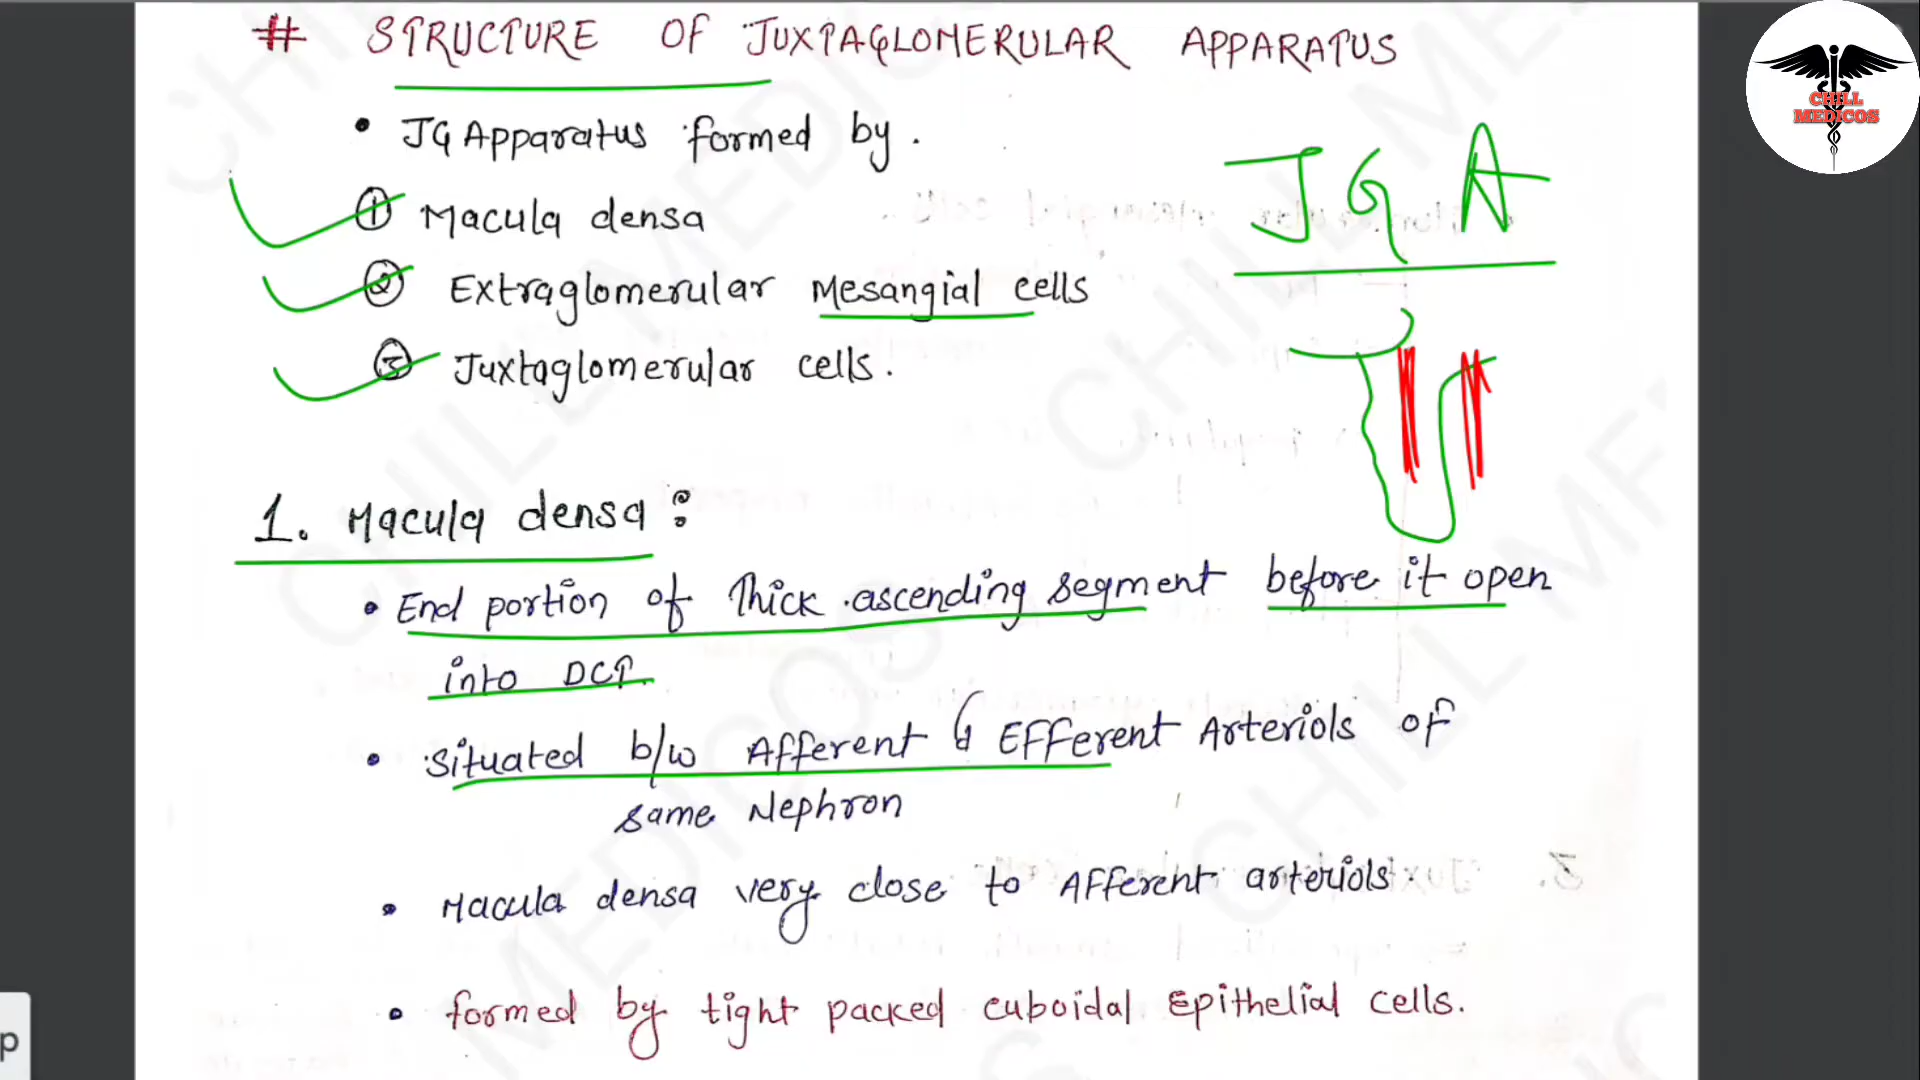 # STRUCTURE OF JUXTAGLOMERULAR APPARATUS
• JG Apparatus formed by.
① Macula densa
② Extraglomerular Mesangial cells
③ Juxtaglomerular cells.
JGA
1. Macula densa :
• End portion of Thick ascending segment before it open
into DCT.
• Situated b/w Afferent & Efferent Arteriols of
same Nephron
• Macula densa very close to Afferent arteriols
• formed by tight packed cuboidal Epithelial cells.
CHILL
MEDICOS
CHILL MEDICOS
p